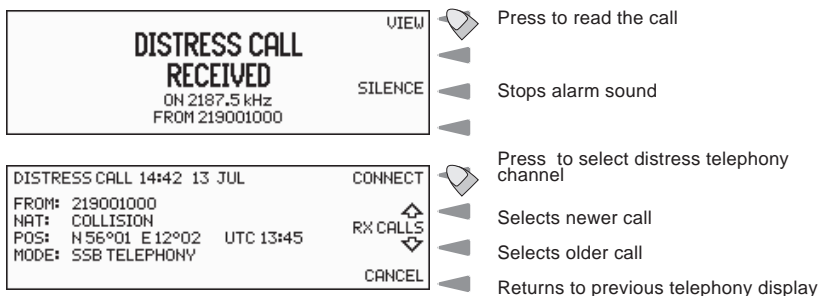 VIEW
DISTRESS CALL
RECEIVED
ON 2187.5 kHz
FROM 219001000
SILENCE
Press to read the call
Stops alarm sound
DISTRESS CALL 14:42 13 JUL
CONNECT
FROM: 219001000
NAT: COLLISION
POS: N 56°01 E 12°02 UTC 13:45
MODE: SSB TELEPHONY
RX CALLS
CANCEL
Press to select distress telephony
channel
Selects newer call
Selects older call
Returns to previous telephony display